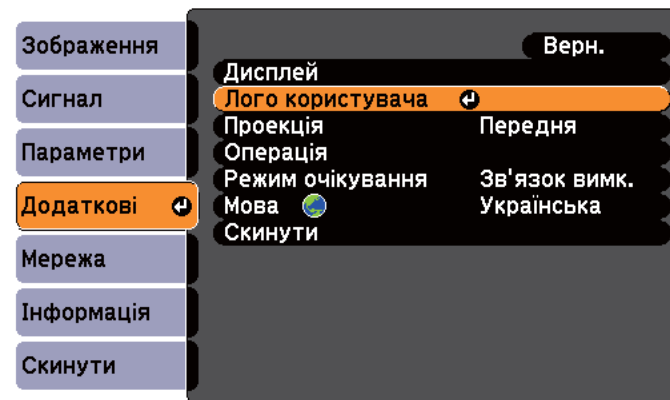 Зображення
Сигнал
Параметри
Додаткові
Мережа
Інформація
Скинути
Верн.
Дисплей
Лого користувача
Проекція Передня
Операція
Режим очікування Зв'язок вимк.
Мова Українська
Скинути